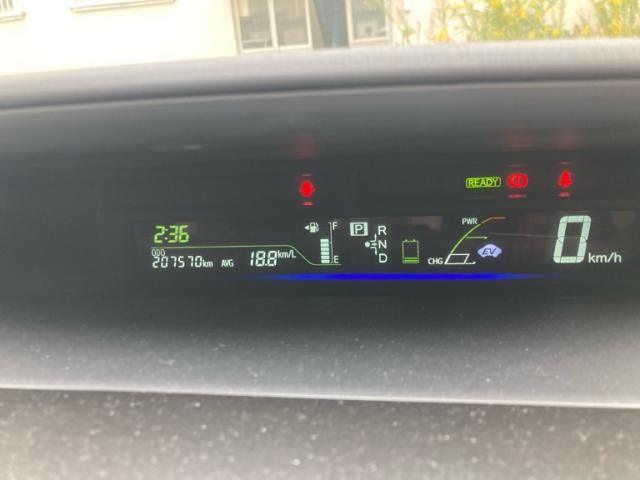 READY
2:36
F
P R
N
D
E
PWR
CHG
EV
0 km/h
ODO
207570km AVG 18.8km/L